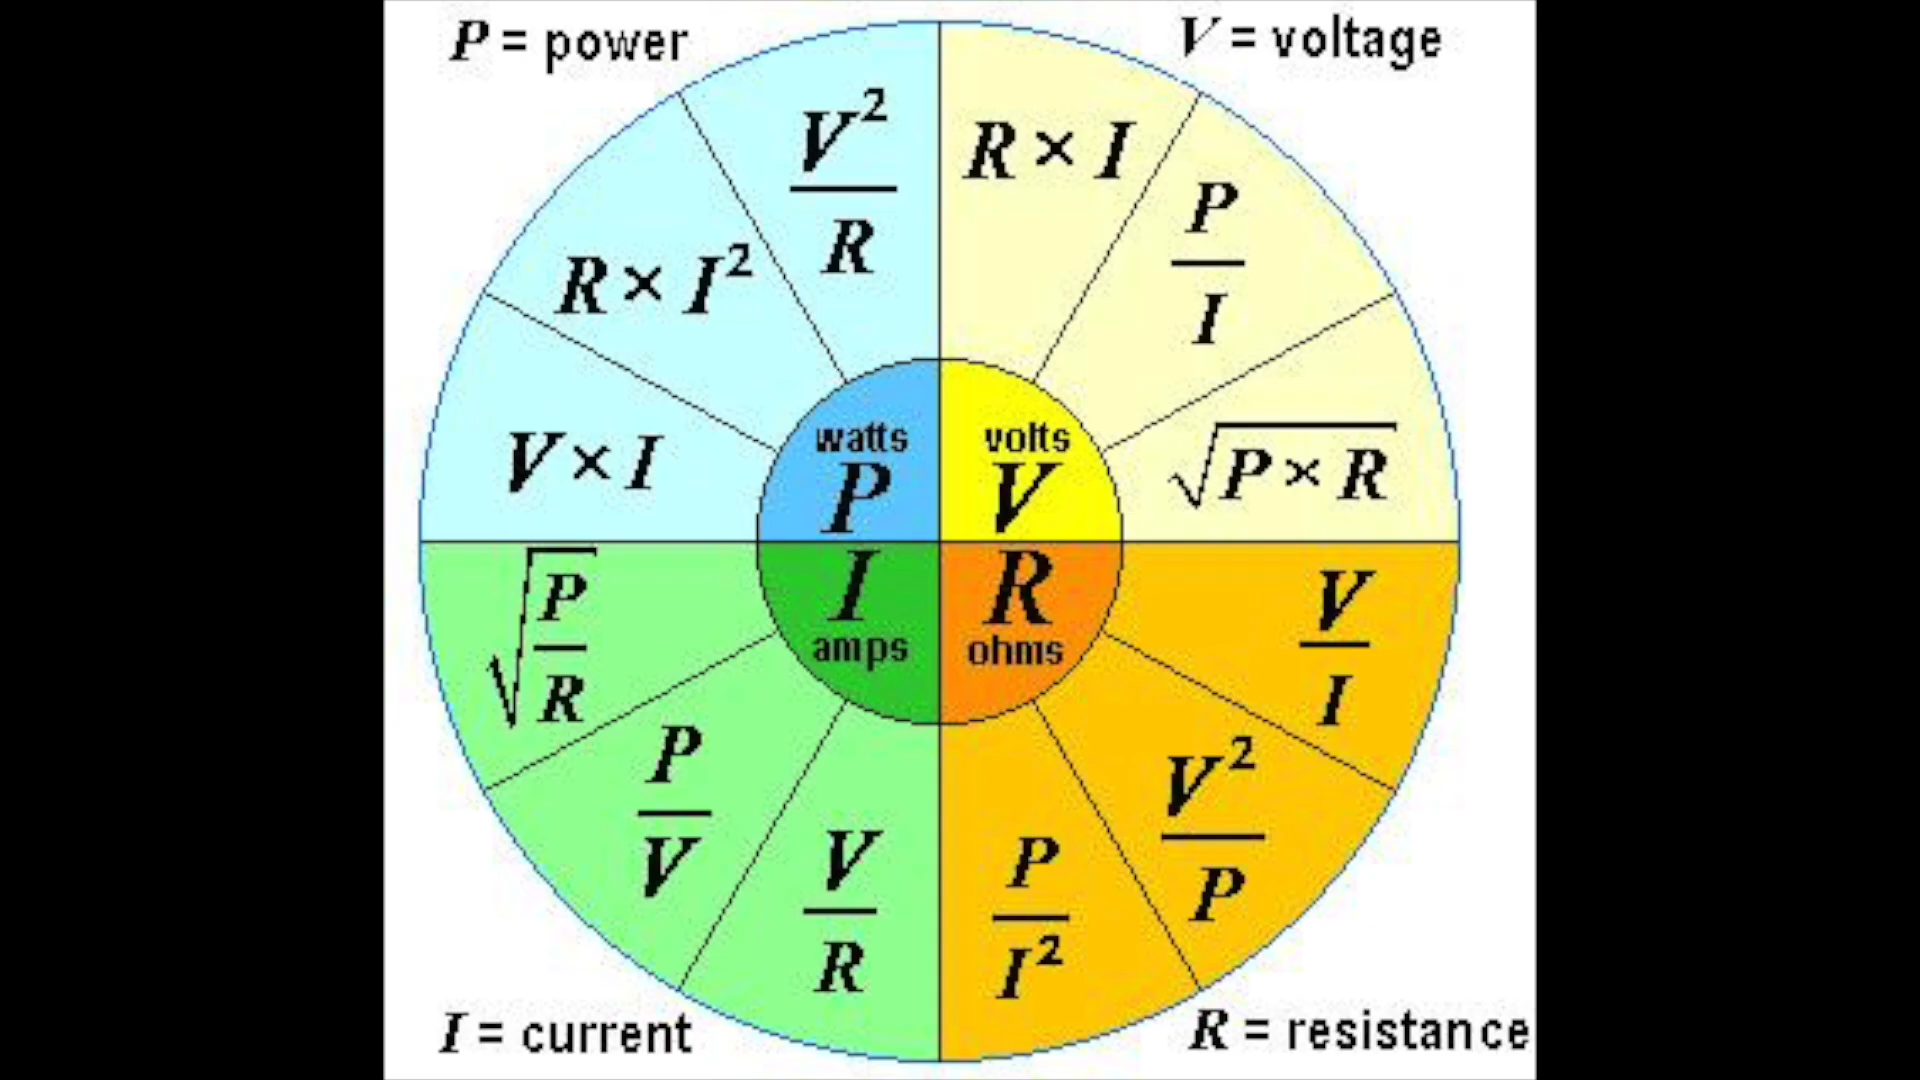 P = power
V = voltage
V²
R
R × I²
V × I
R × I
P
I
√P × R
watts
P
volts
V
I
amps
R
ohms
√P
R
P
V
V
R
V
I
V²
P
P
I²
I = current
R = resistance